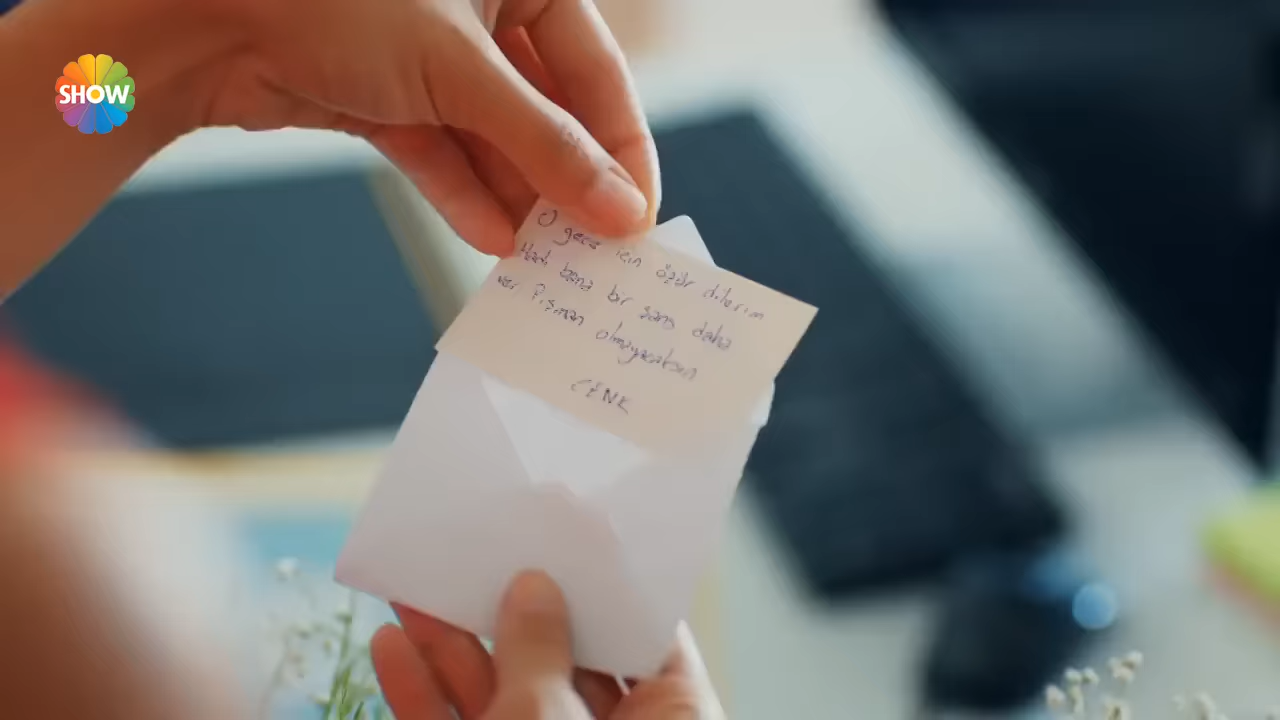 SHOW
O gece için özür dilerim
Hadi bana bir şans daha
ver Pişman olmayacaksın
CENK